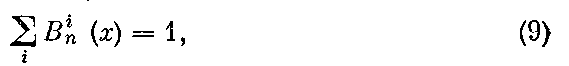 ∑_i B_n^i (x) = 1, (9)